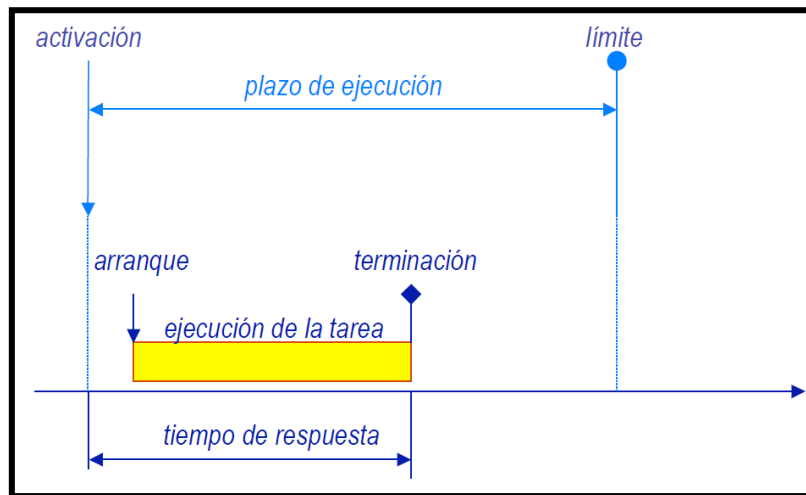 activación
límite
plazo de ejecución
arranque
terminación
ejecución de la tarea
tiempo de respuesta